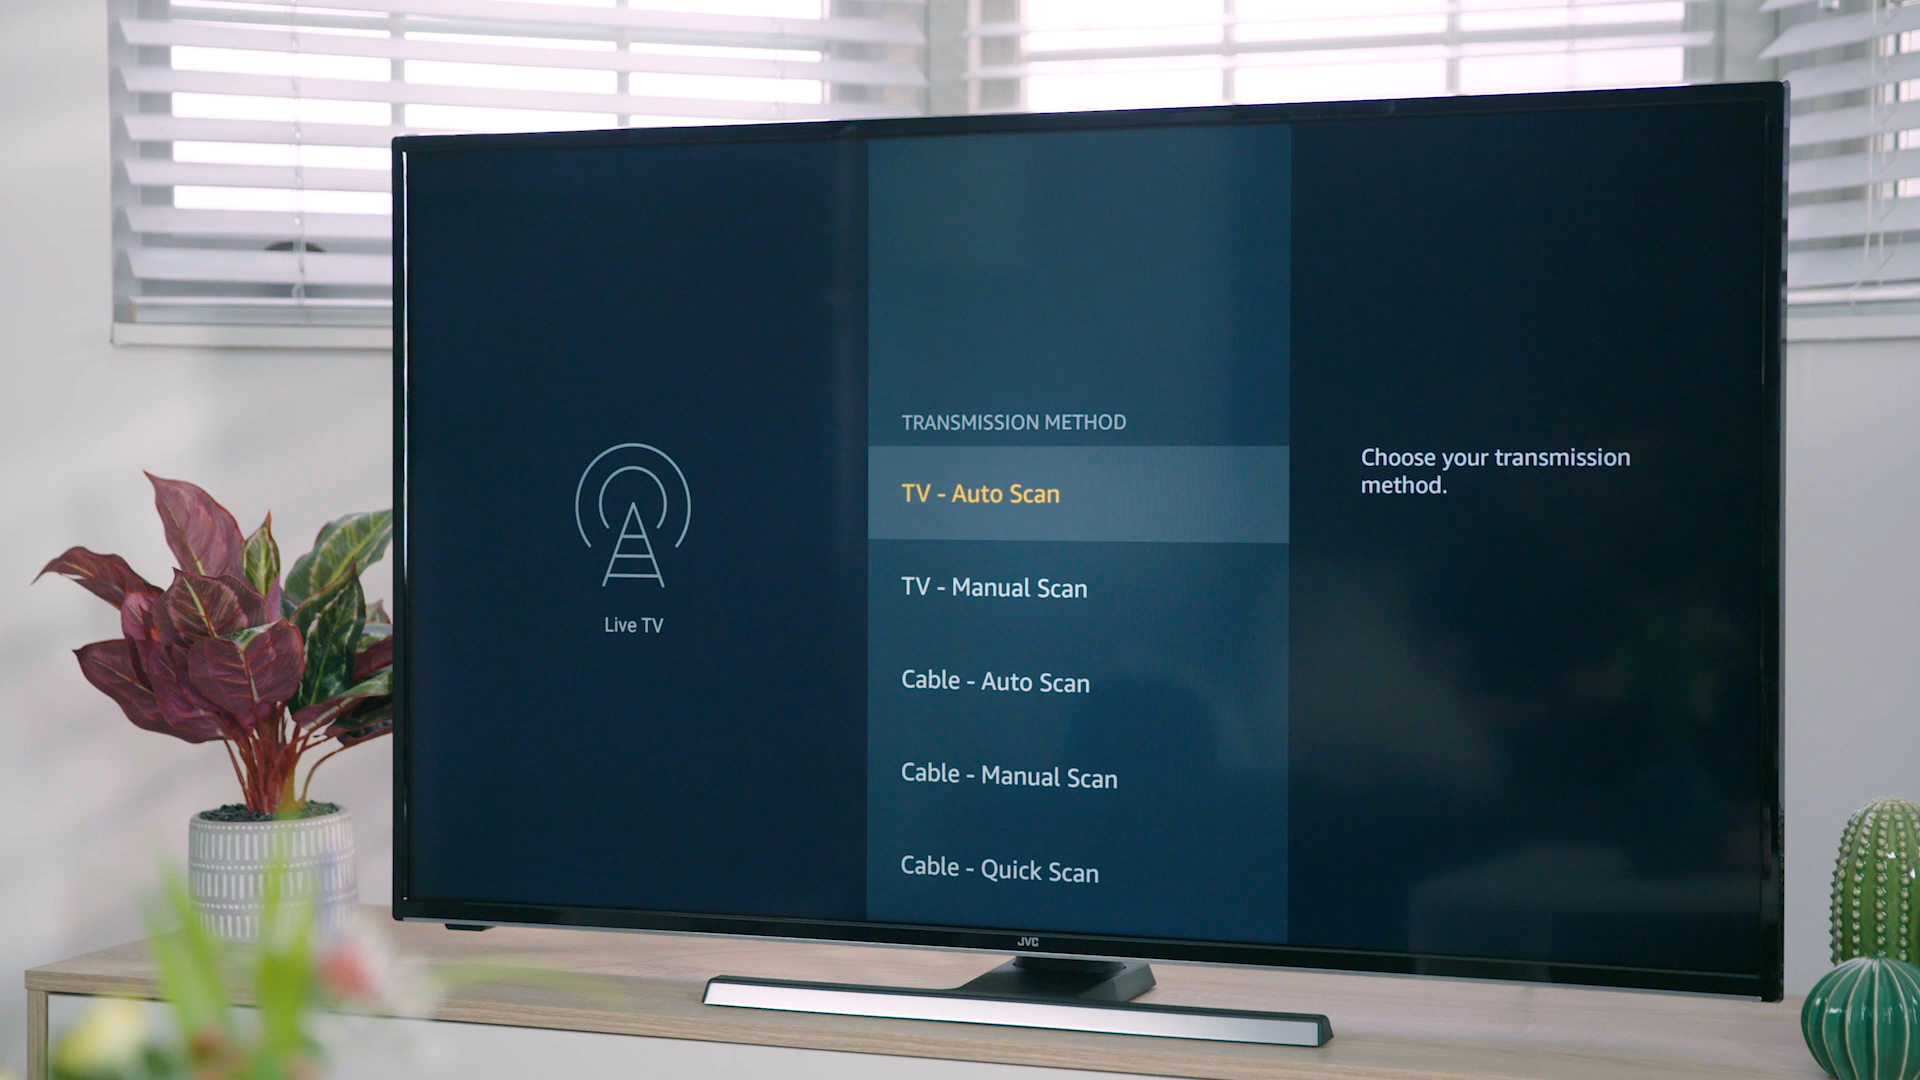 TRANSMISSION METHOD
TV - Auto Scan
TV - Manual Scan
Cable - Auto Scan
Cable - Manual Scan
Cable - Quick Scan
Live TV
Choose your transmission
method.
JVC